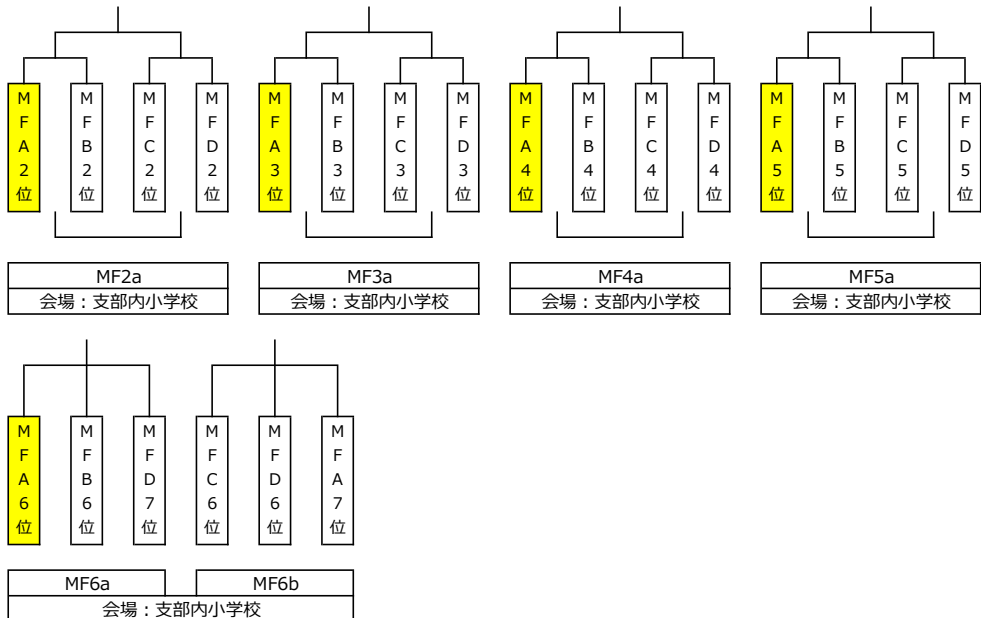 MFA2位 MFB2位 MFC2位 MFD2位 MFA3位 MFB3位 MFC3位 MFD3位 MFA4位 MFB4位 MFC4位 MFD4位 MFA5位 MFB5位 MFC5位 MFD5位
MF2a MF3a MF4a MF5a
会場：支部内小学校 会場：支部内小学校 会場：支部内小学校 会場：支部内小学校
MFA6位 MFB6位 MFD7位 MFC6位 MFD6位 MFA7位
MF6a MF6b
会場：支部内小学校